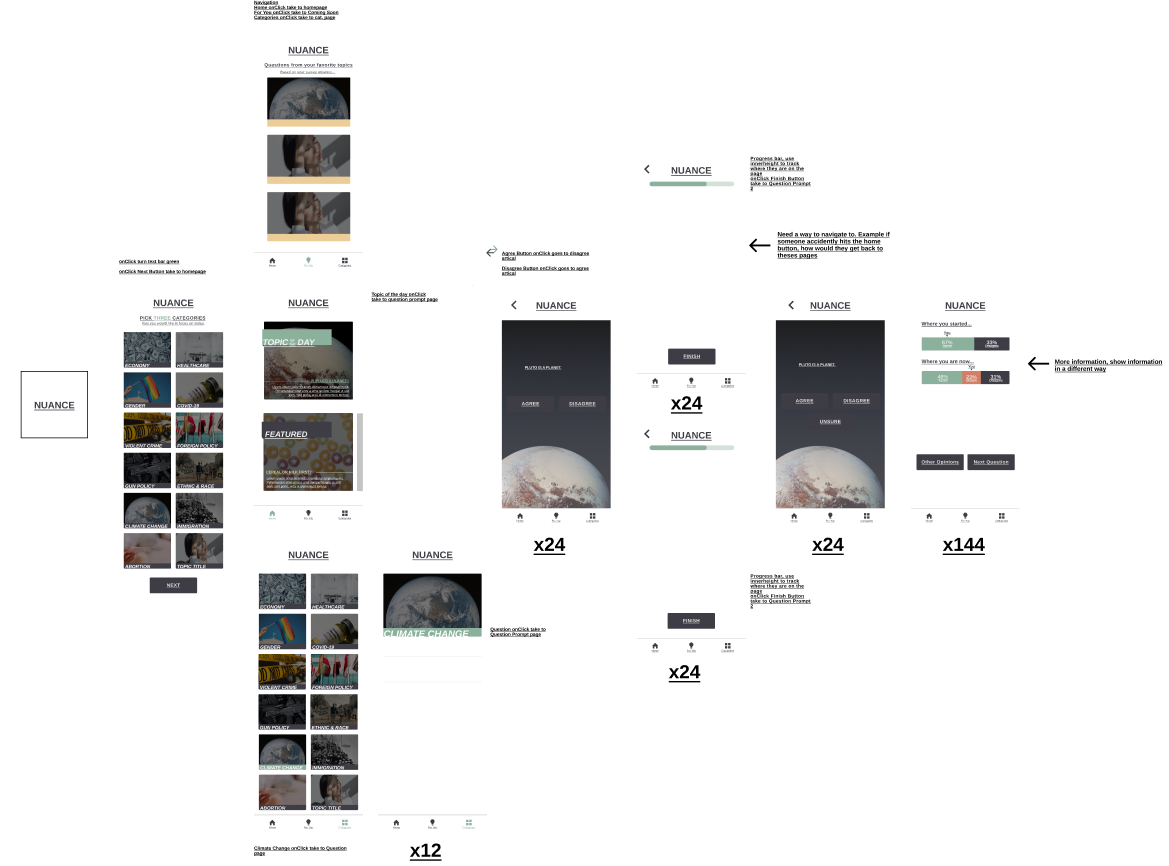 Navigation
Home onClick take to homepage
For You onClick take to Coming Soon
Categories onClick take to cat. page
NUANCE
Questions from your favorite topics
Based on your survey situation...
Home
For You
Categories
onClick turn text bar green
onClick Next Button take to homepage
NUANCE
PICK THREE CATEGORIES
ECONOMY
HEALTHCARE
GENDER
COVID-19
VIOLENT CRIME
FOREIGN POLICY
GUN POLICY
ETHNIC & RACE
CLIMATE CHANGE
IMMIGRATION
ABORTION
TOPIC TITLE
NEXT
NUANCE
NUANCE
TOPIC OF THE DAY
FEATURED
CEREAL OR MILK FIRST?
Home
For You
Categories
Topic of the day onClick
take to question prompt page
NUANCE
ECONOMY
HEALTHCARE
GENDER
COVID-19
VIOLENT CRIME
FOREIGN POLICY
GUN POLICY
ETHNIC & RACE
CLIMATE CHANGE
IMMIGRATION
ABORTION
TOPIC TITLE
Home
For You
Categories
Climate Change onClick take to Question
page
NUANCE
CLIMATE CHANGE
Home
For You
Categories
x12
Question onClick take to
Question Prompt page
Agree Button onClick goes to disagree
artical
Disagree Button onClick goes to agree
artical
NUANCE
PLUTO IS A PLANET.
AGREE
DISAGREE
Home
For You
Categories
x24
NUANCE
Progress bar, use
innerheight to track
where they are on the
page
onClick Finish Button
take to Question Prompt
2
FINISH
Home
For You
Categories
x24
NUANCE
Progress bar, use
innerheight to track
where they are on the
page
onClick Finish Button
take to Question Prompt
2
FINISH
Home
For You
Categories
x24
Need a way to navigate to. Example if
someone accidently hits the home
button, how would they get back to
theses pages
NUANCE
PLUTO IS A PLANET.
AGREE
DISAGREE
UNSURE
Home
For You
Categories
x24
NUANCE
Where you started...
You
67%
Agree
33%
Disagree
Where you are now...
You
Other Opinions
Next Question
Home
For You
Categories
x144
More information, show information
in a different way